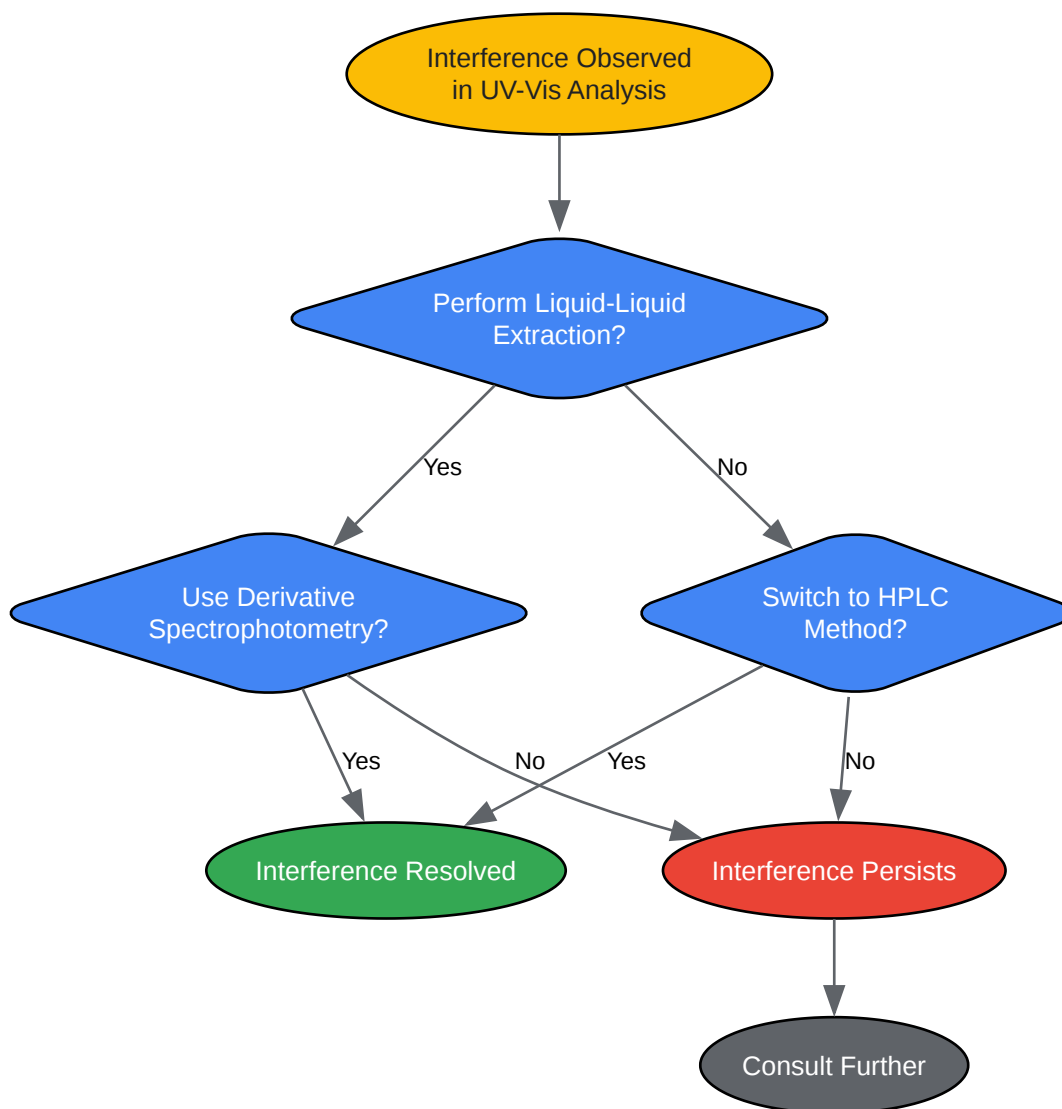 Interference Observed
in UV-Vis Analysis
Perform Liquid-Liquid
Extraction?
Yes
No
Use Derivative
Spectrophotometry?
Switch to HPLC
Method?
Yes
No
Yes
No
Interference Resolved
Interference Persists
Consult Further